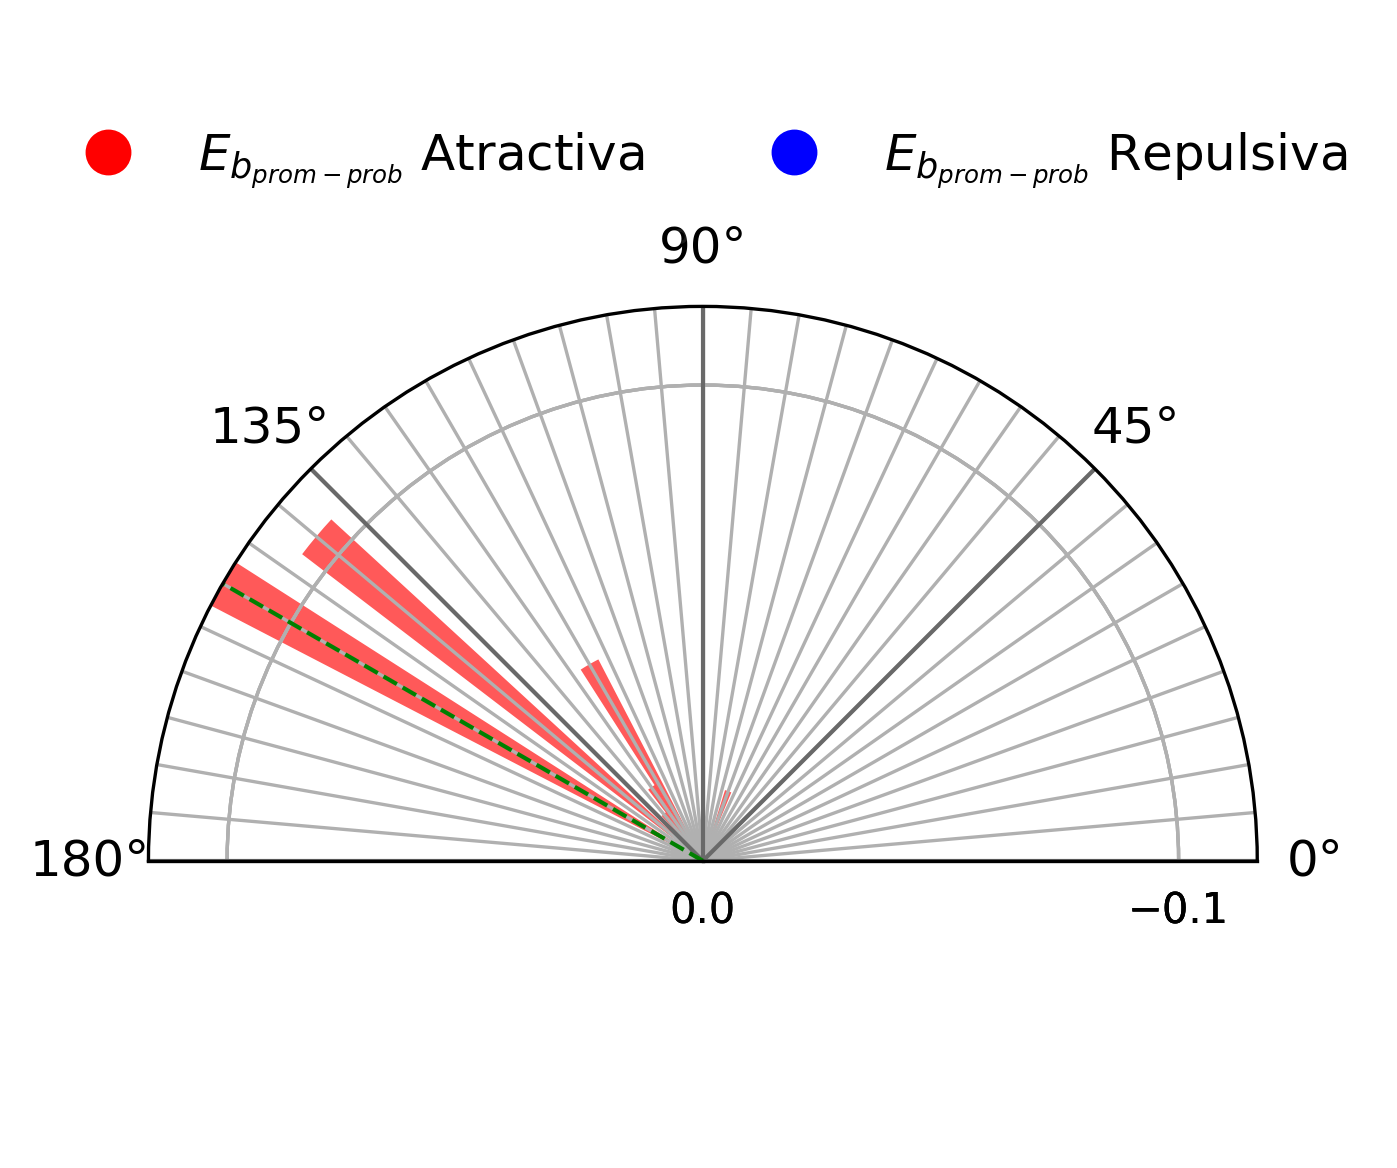 E_{b_{prom-prob}} Atractiva E_{b_{prom-prob}} Repulsiva
90°
135° 45°
180° 0°
0.0 −0.1